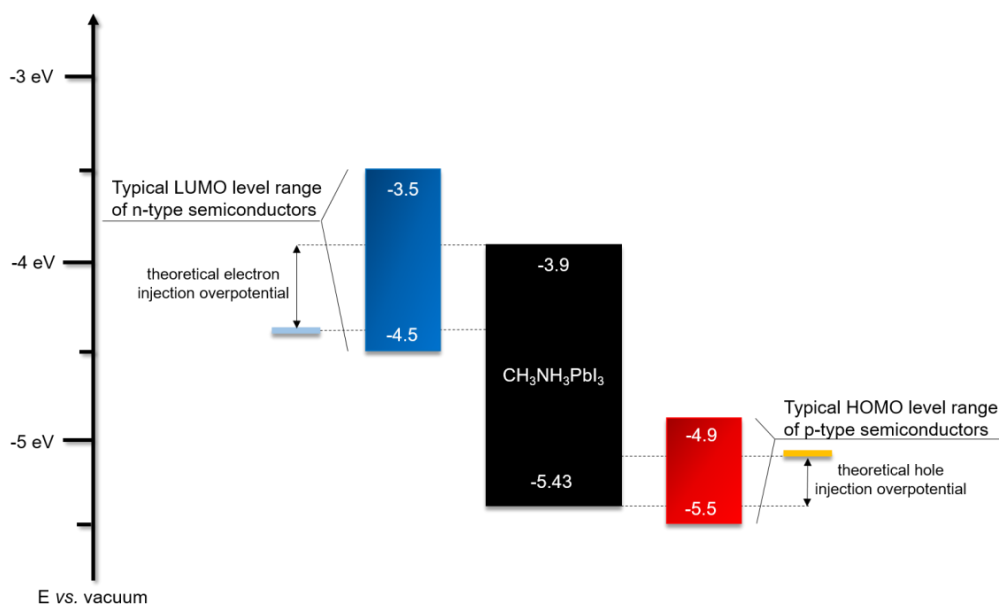 -3 eV
Typical LUMO level range
of n-type semiconductors
-3.5
-4 eV
-3.9
theoretical electron
injection overpotential
-4.5
CH₃NH₃PbI₃
Typical HOMO level range
of p-type semiconductors
-5 eV
-4.9
theoretical hole
injection overpotential
-5.43
-5.5
E vs. vacuum